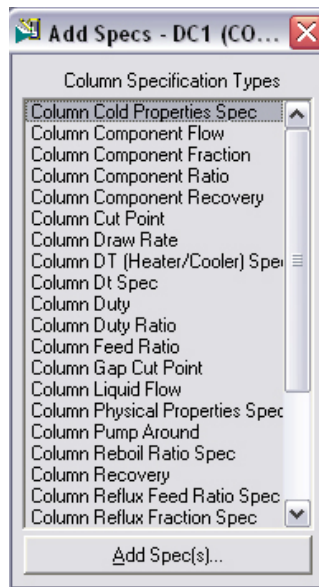 Add Specs - DC1 (CO...
Column Specification Types
Column Cold Properties Spec
Column Component Flow
Column Component Fraction
Column Component Ratio
Column Component Recovery
Column Cut Point
Column Draw Rate
Column DT (Heater/Cooler) Spe
Column Dt Spec
Column Duty
Column Duty Ratio
Column Feed Ratio
Column Gap Cut Point
Column Liquid Flow
Column Physical Properties Spec
Column Pump Around
Column Reboil Ratio Spec
Column Recovery
Column Reflux Feed Ratio Spec
Column Reflux Fraction Spec
Add Spec(s)...